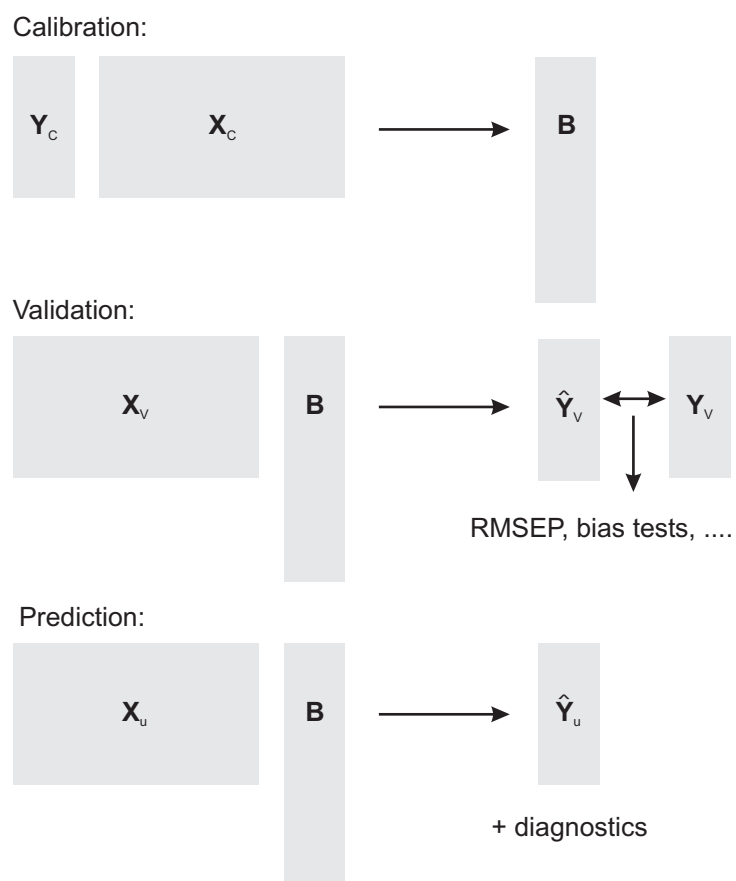 Calibration:
Y_C X_C B
Validation:
X_V B Ŷ_V Y_V
RMSEP, bias tests, ....
Prediction:
X_u B Ŷ_u
+ diagnostics